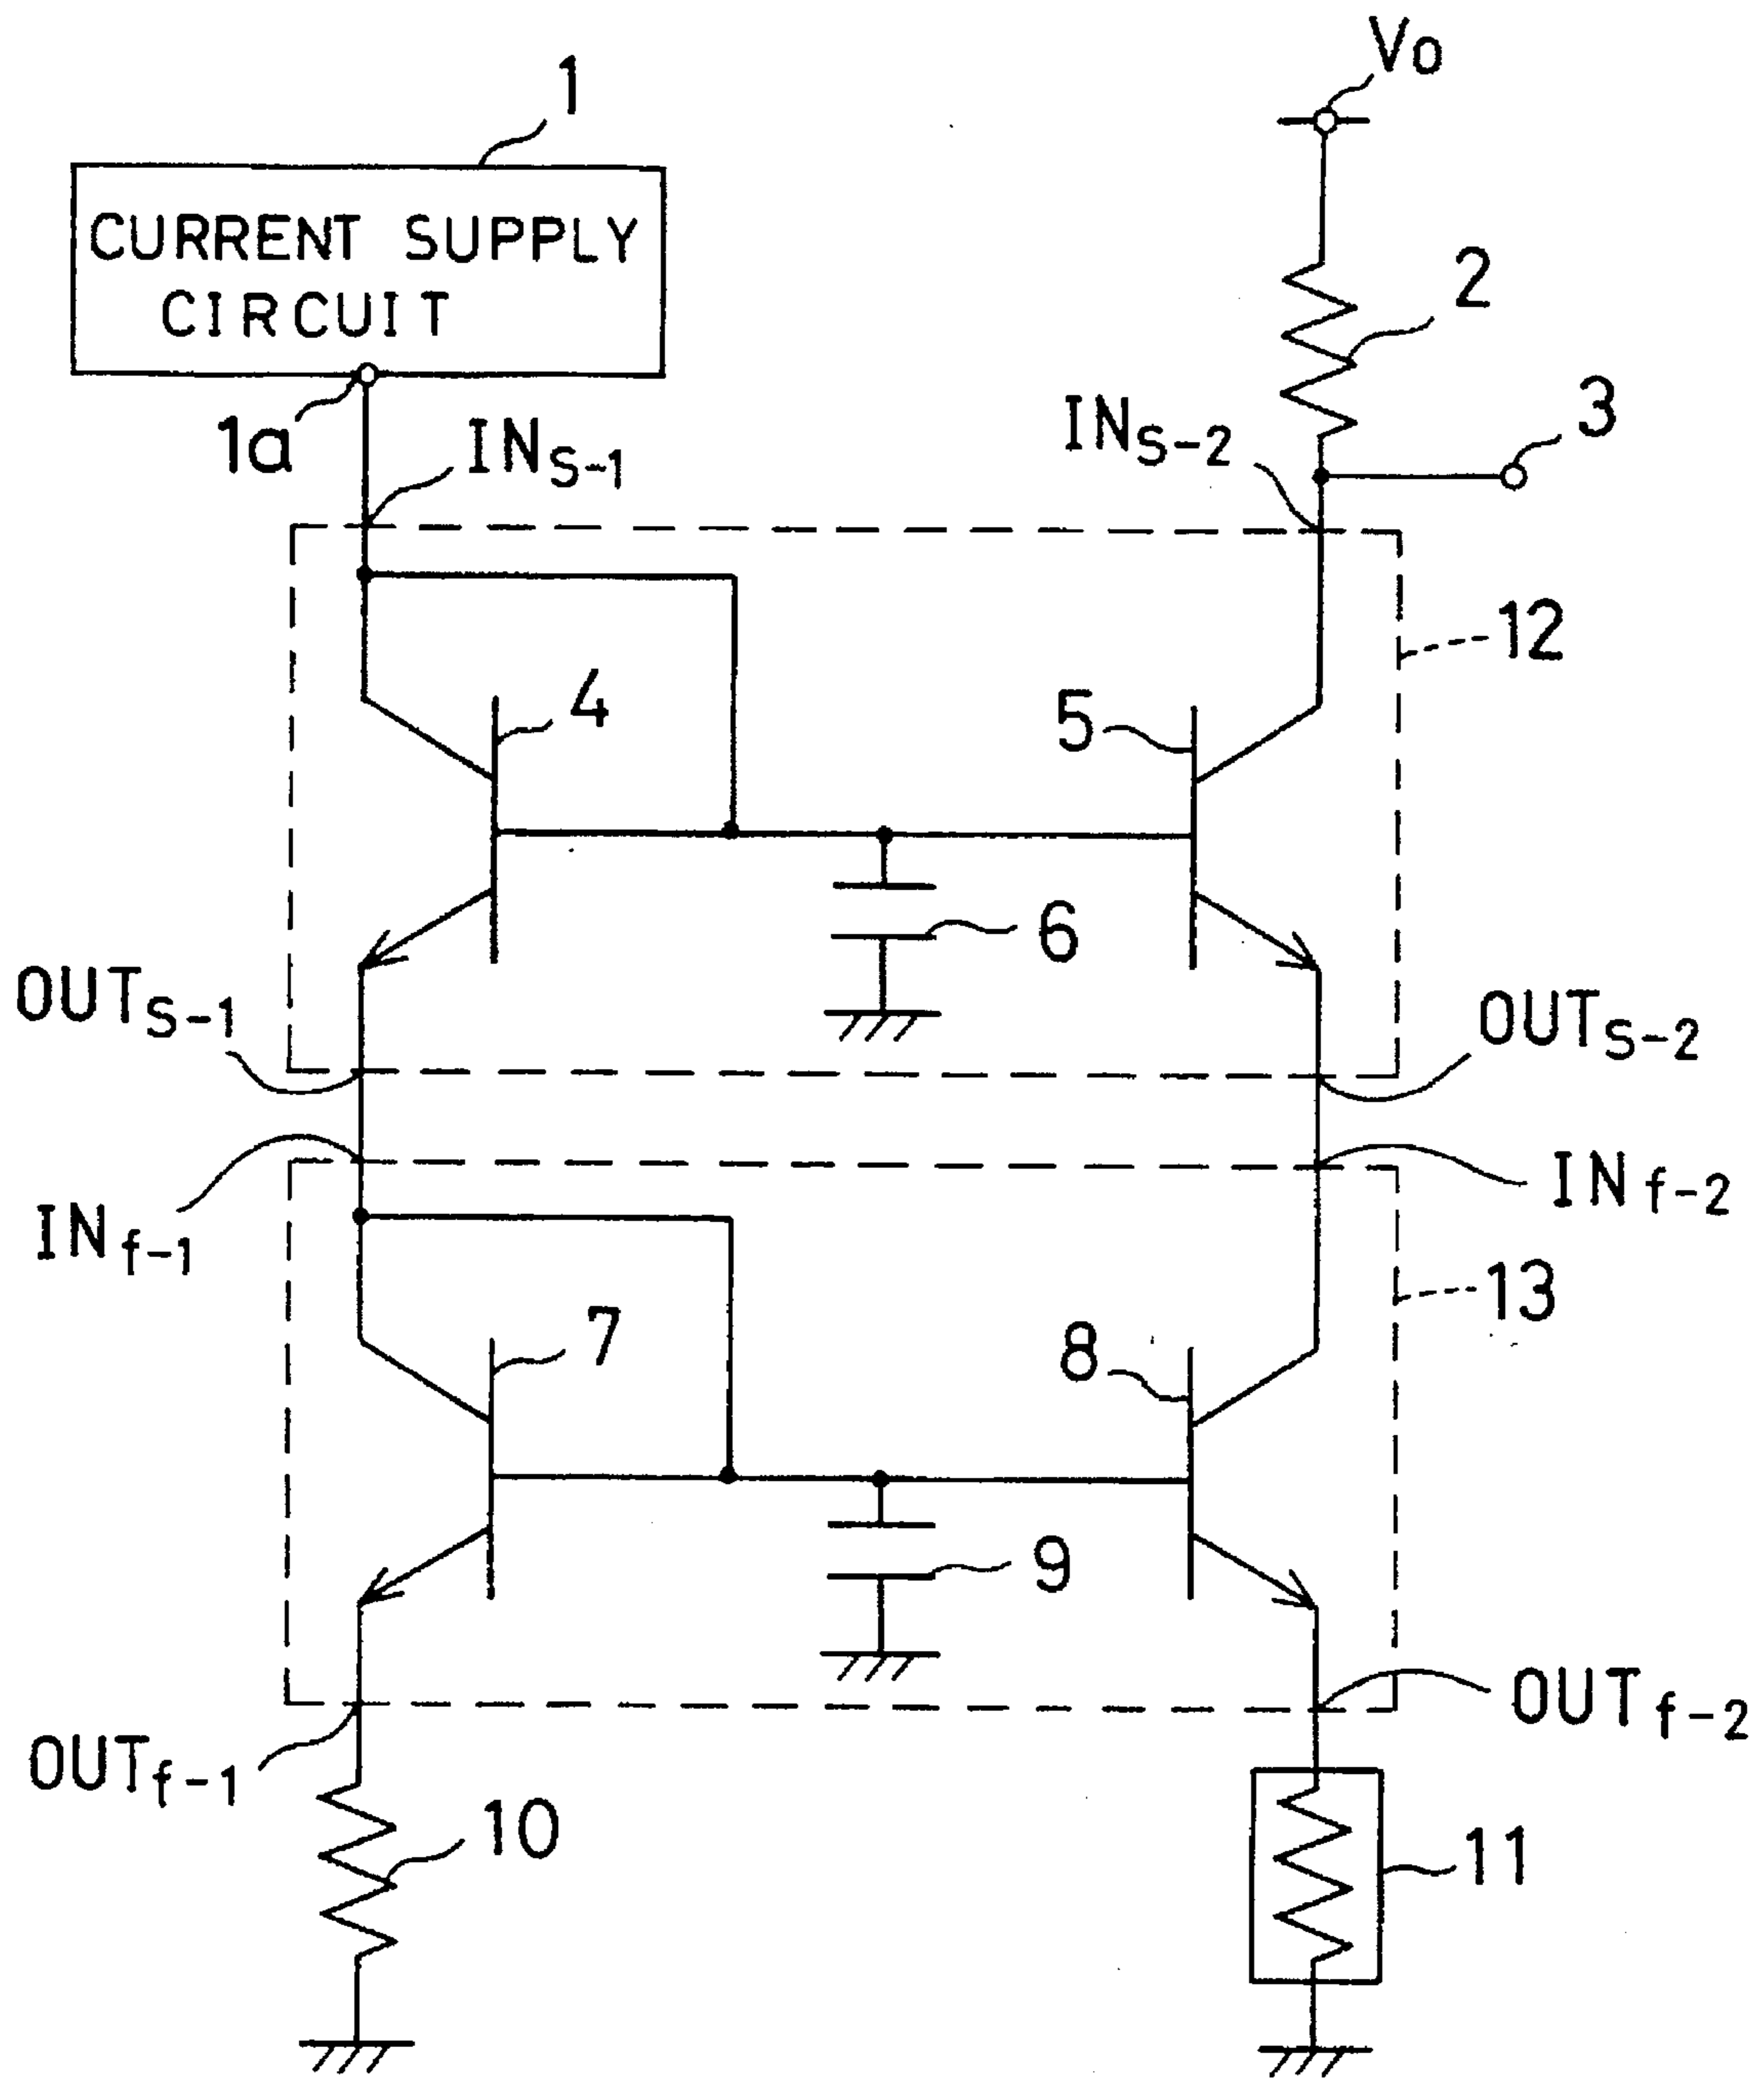 Vo
1
CURRENT SUPPLY
CIRCUIT
2
1a
INS-1
INS-2
3
12
4
5
6
OUTS-1
OUTS-2
INf-1
INf-2
13
7
8
9
OUTf-1
OUTf-2
10
11